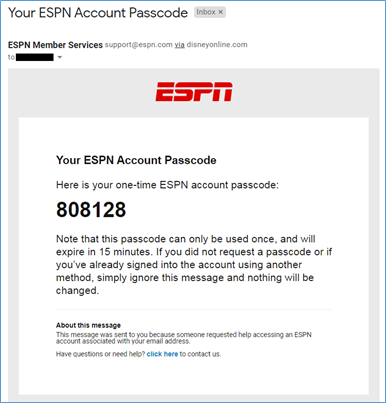 Your ESPN Account Passcode Inbox ×
ESPN Member Services support@espn.com via disneyonline.com
to
ESPN
Your ESPN Account Passcode
Here is your one-time ESPN account passcode:
808128
Note that this passcode can only be used once, and will
expire in 15 minutes. If you did not request a passcode or if
you've already signed into the account using another
method, simply ignore this message and nothing will be
changed.
About this message
This message was sent to you because someone requested help accessing an ESPN
account associated with your email address.
Have questions or need help? click here to contact us.